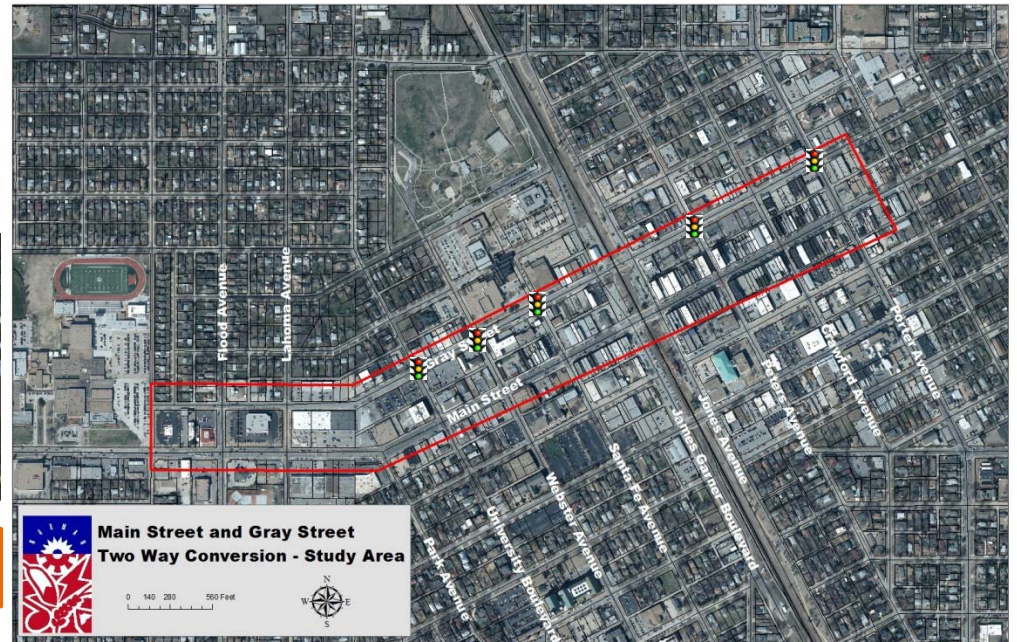 Flood Avenue
Lahoma Avenue
Gray Street
Main Street
Porter Avenue
Crawford Avenue
Peters Avenue
Jones Avenue
James Garner Boulevard
Santa Fe Avenue
Webster Avenue
University Boulevard
Park Avenue
Main Street and Gray Street
Two Way Conversion - Study Area
0 140 280 560 Feet
N
W E
S